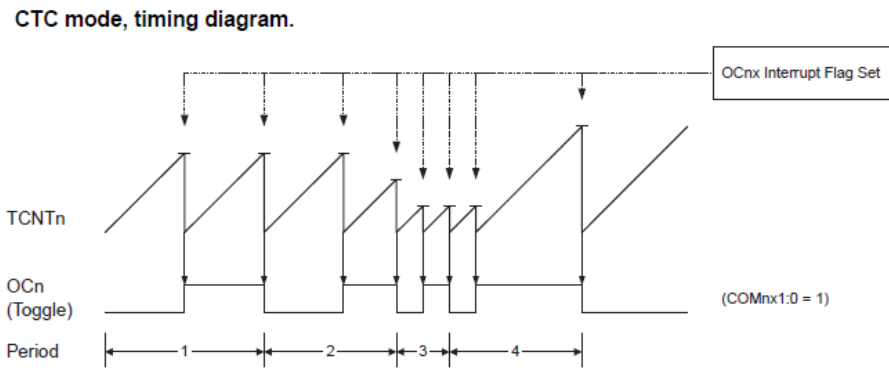 CTC mode, timing diagram.
OCnx Interrupt Flag Set
TCNTn
OCn
(Toggle)
(COMnx1:0 = 1)
Period
1
2
3
4